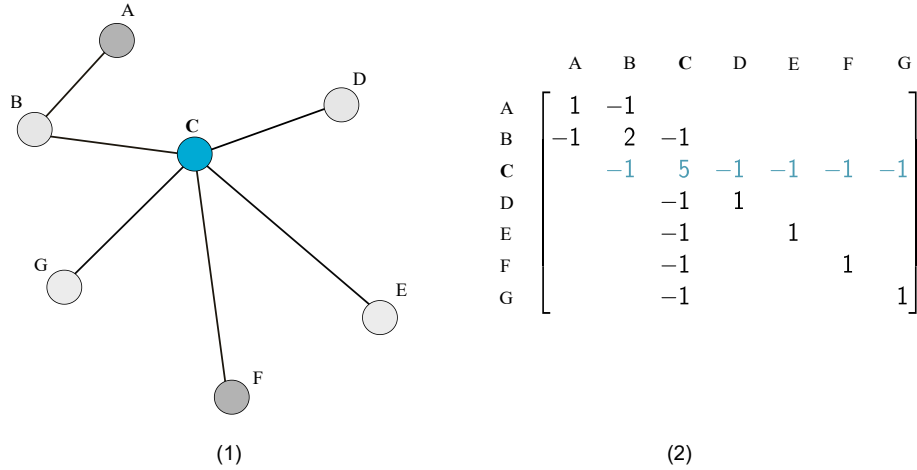 A
B
C
D
G
E
F
(1)
A B C D E F G
A 1 −1
B −1 2 −1
C −1 5 −1 −1 −1 −1
D −1 1
E −1 1
F −1 1
G −1 1
(2)